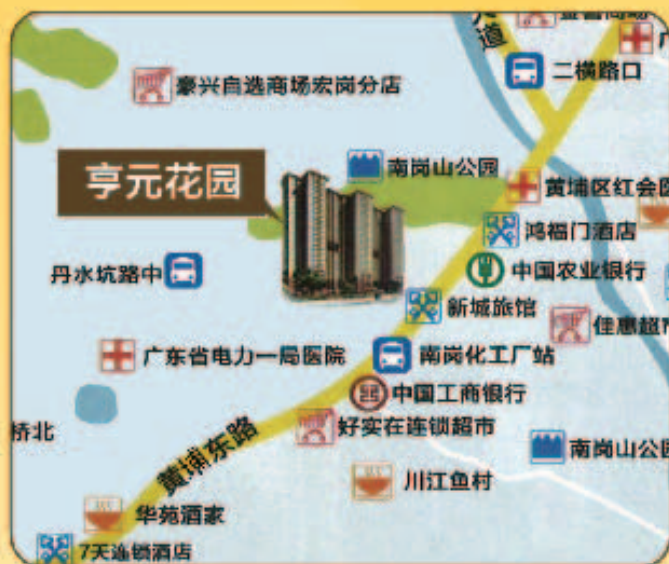 大道
二横路口
豪兴自选商场宏岗分店
亨元花园
南岗山公园
黄埔区红会医
鸿福门酒店
丹水坑路中
中国农业银行
新城旅馆
佳惠超市
广东省电力一局医院
南岗化工厂站
中国工商银行
桥北
好实在连锁超市
黄埔东路
南岗山公园
川江鱼村
华苑酒家
7天连锁酒店